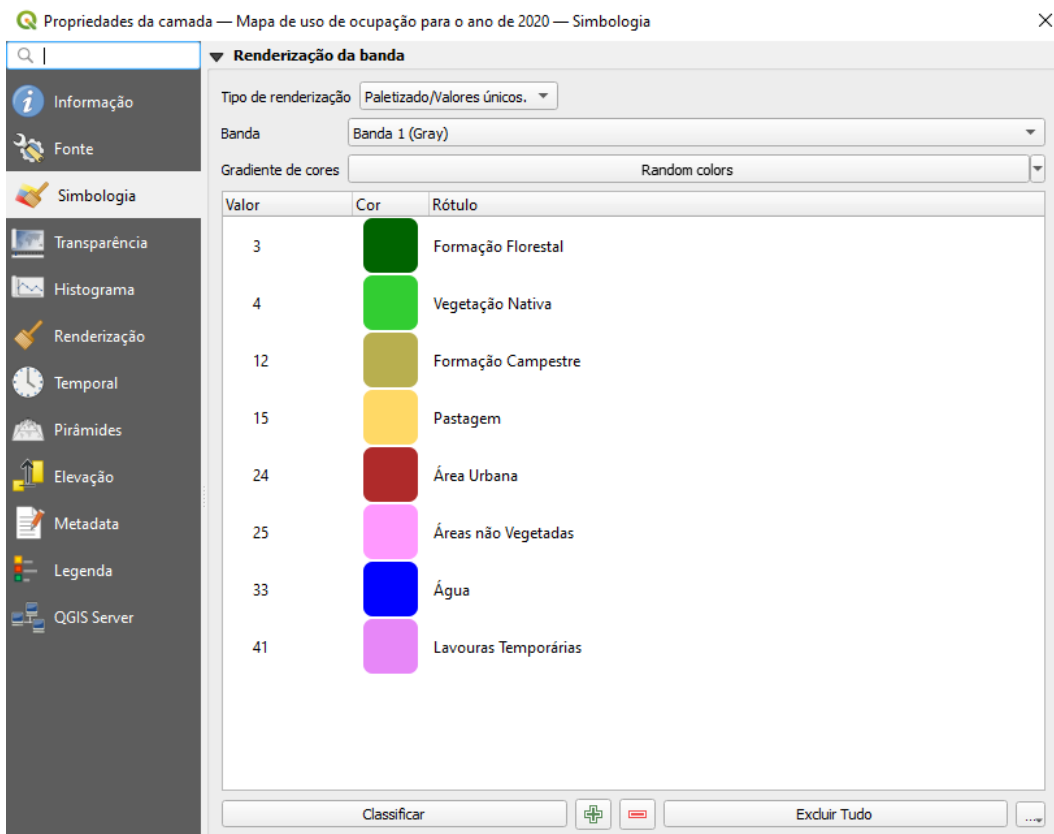 Propriedades da camada — Mapa de uso de ocupação para o ano de 2020 — Simbologia
Informação
Fonte
Simbologia
Transparência
Histograma
Renderização
Temporal
Pirâmides
Elevação
Metadata
Legenda
QGIS Server
Renderização da banda
Tipo de renderização Paletizado/Valores únicos.
Banda Banda 1 (Gray)
Gradiente de cores Random colors
Valor Cor Rótulo
3 Formação Florestal
4 Vegetação Nativa
12 Formação Campestre
15 Pastagem
24 Área Urbana
25 Áreas não Vegetadas
33 Água
41 Lavouras Temporárias
Classificar Excluir Tudo ...